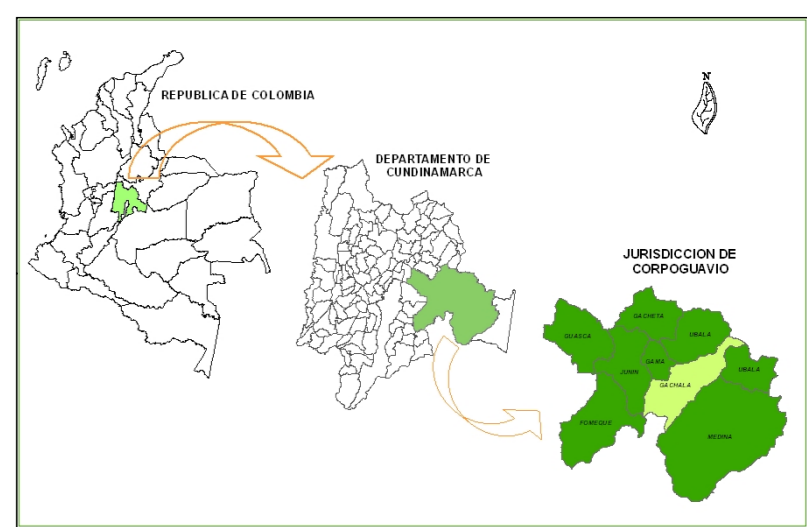 REPUBLICA DE COLOMBIA
N
DEPARTAMENTO DE
CUNDINAMARCA
JURISDICCION DE
CORPOGUAVIO
GACHETA
GUASCA
UBALA
GAMA
JUNIN
UBALA
GACHALA
FOMEQUE
MEDINA